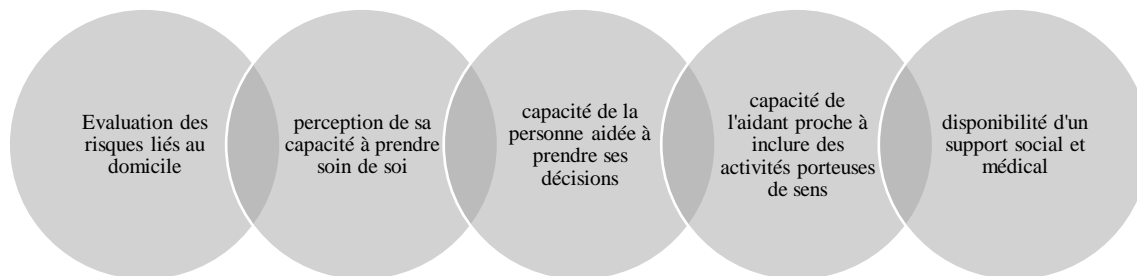 Evaluation des
risques liés au
domicile
perception de sa
capacité à prendre
soin de soi
capacité de la
personne aidée à
prendre ses
décisions
capacité de
l'aidant proche à
inclure des
activités porteuses
de sens
disponibilité d'un
support social et
médical